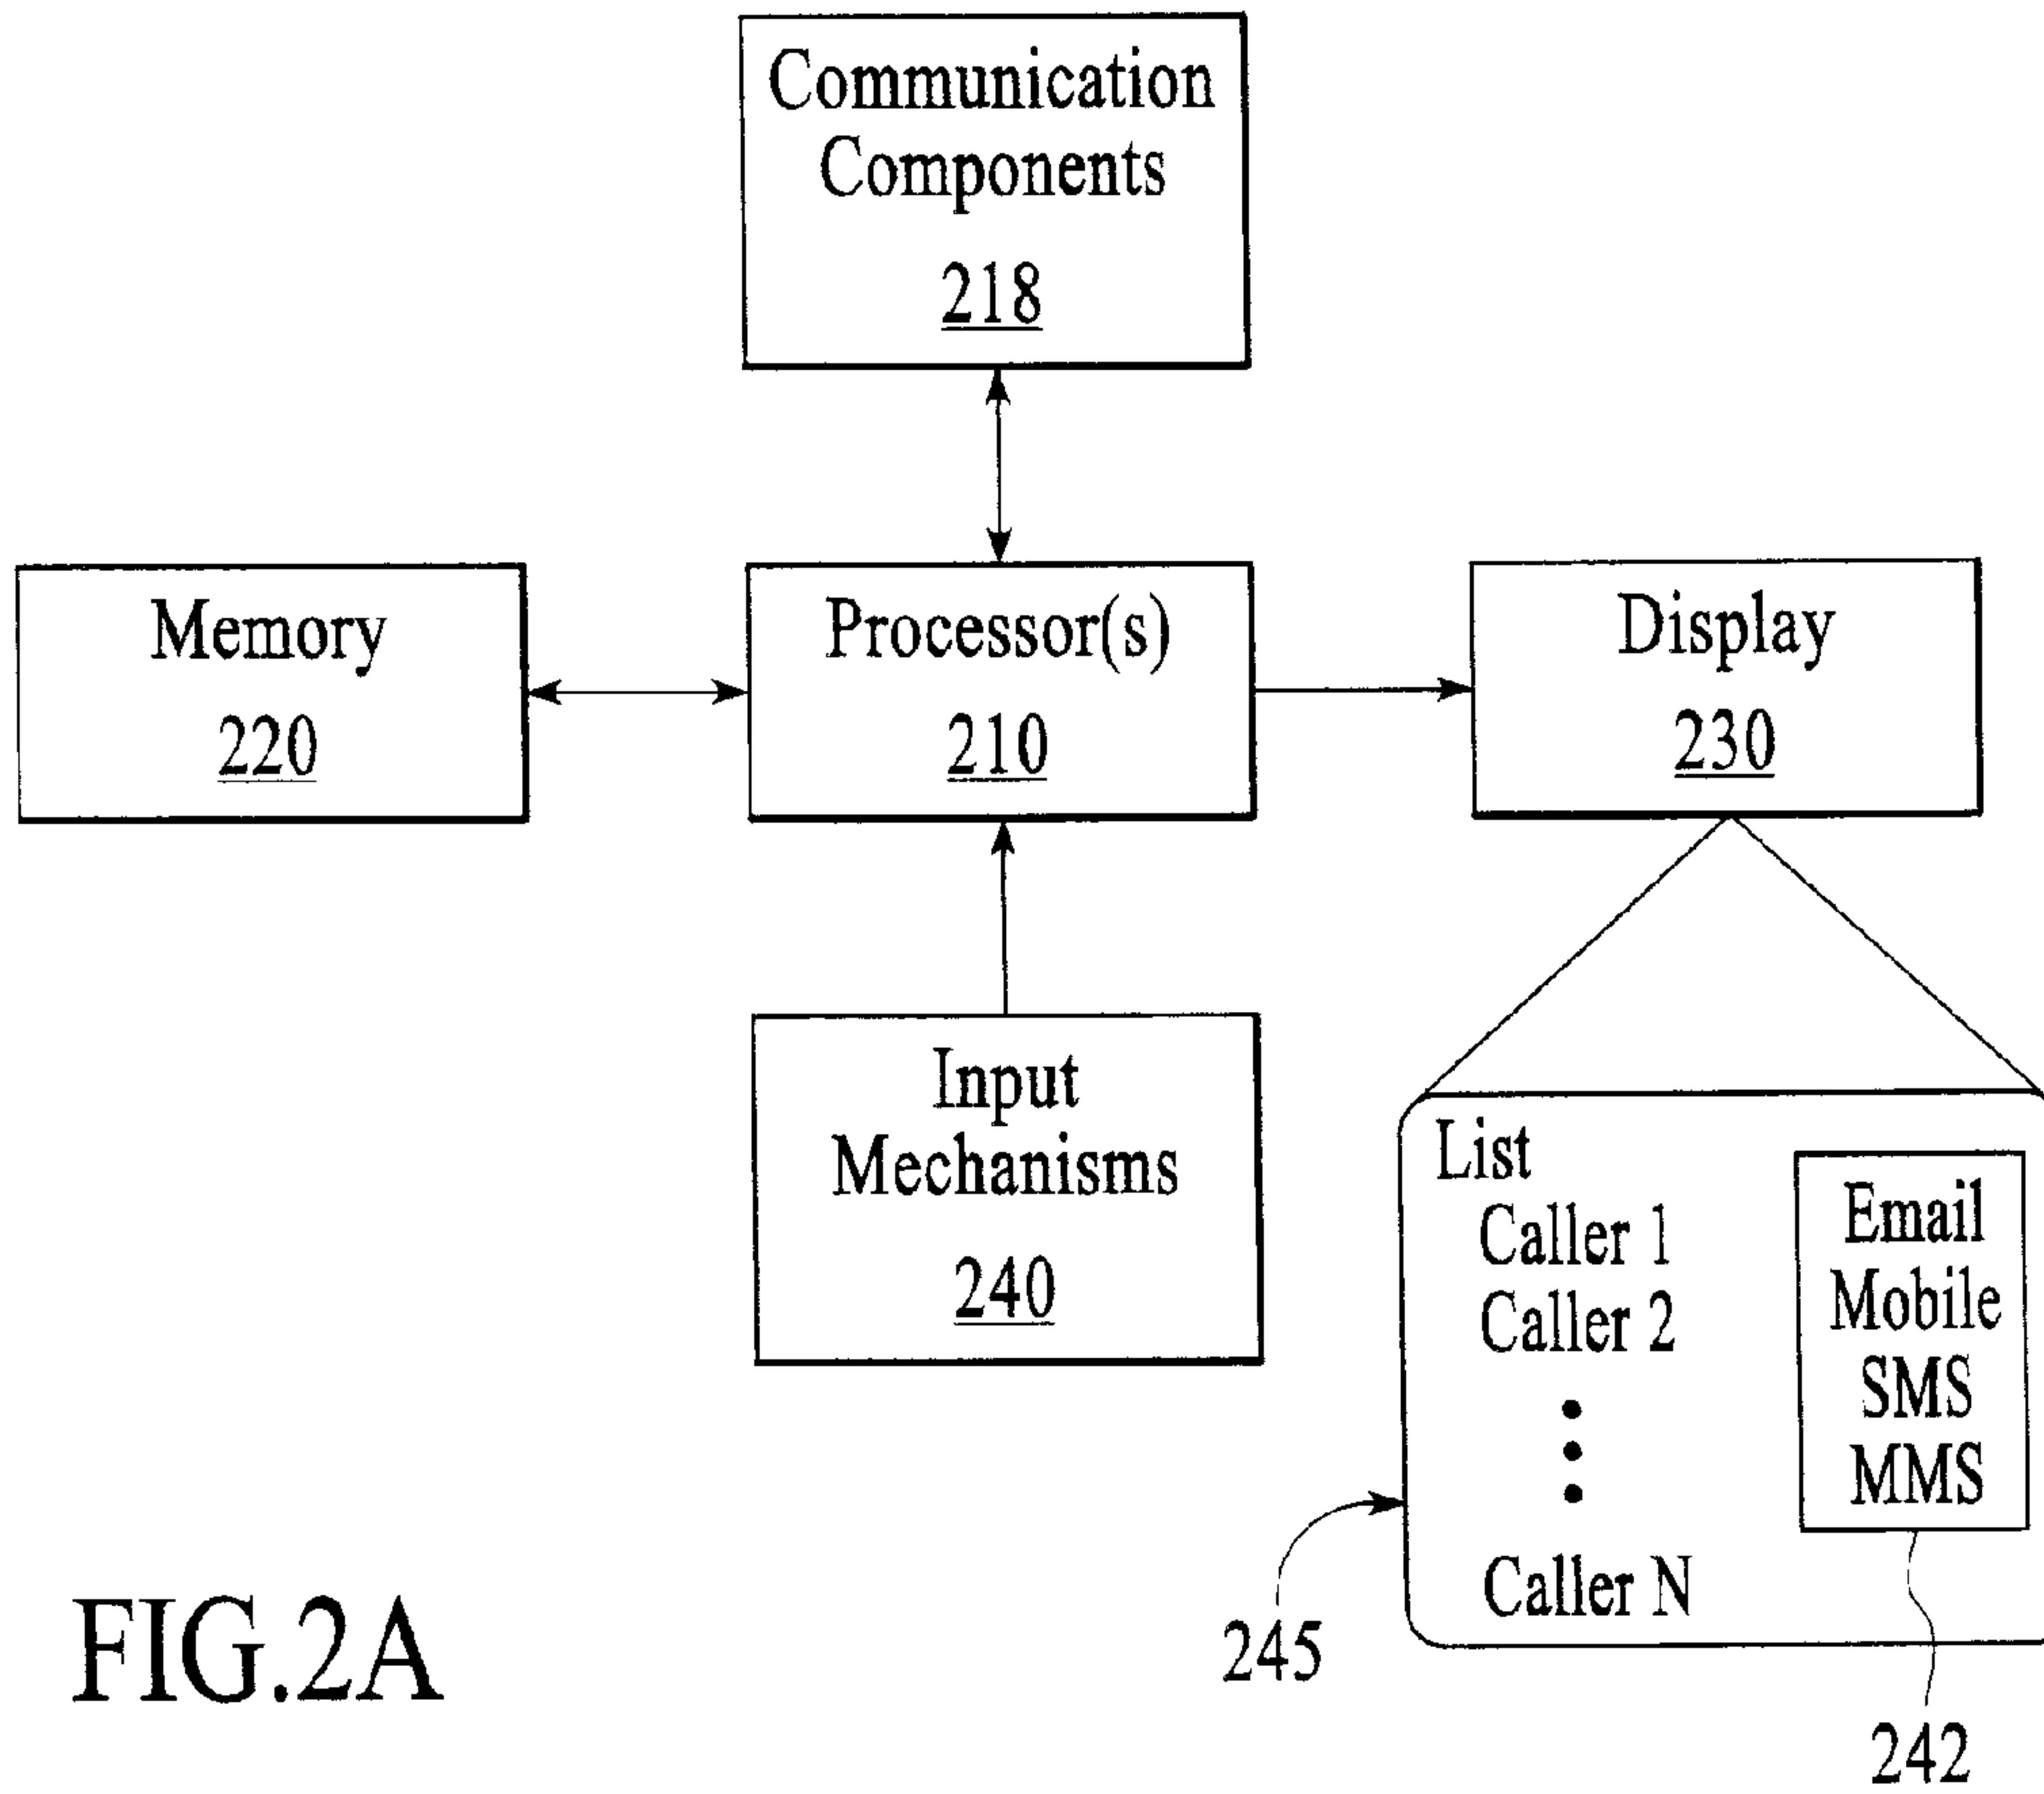 Communication
Components
218
Memory
220
Processor(s)
210
Display
230
Input
Mechanisms
240
List
Caller 1
Caller 2
Caller N
Email
Mobile
SMS
MMS
245
242
FIG.2A